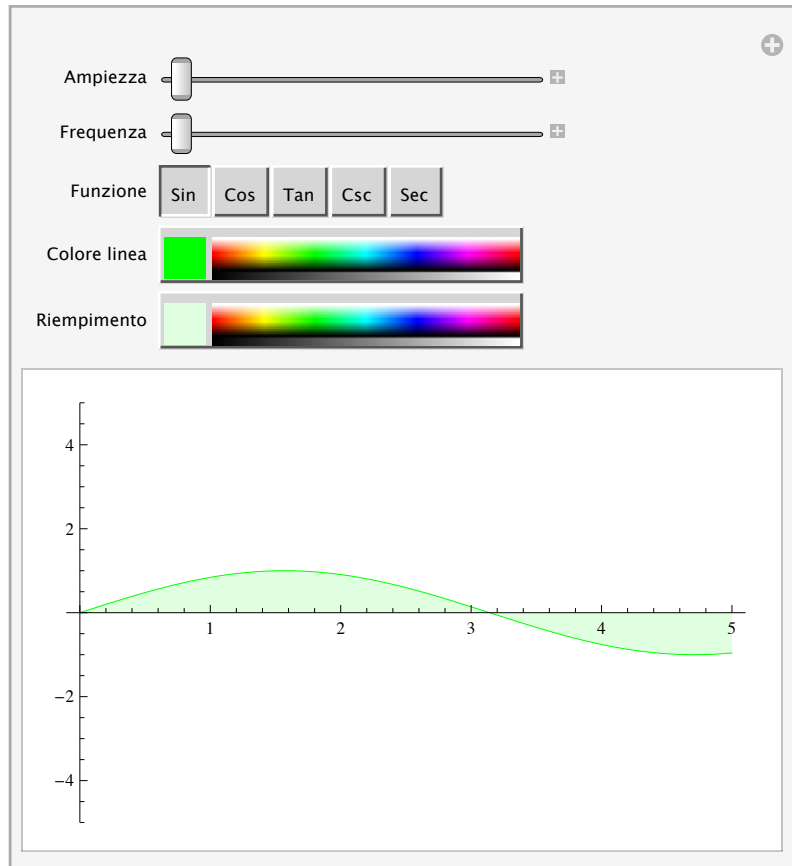 Ampiezza
Frequenza
Funzione Sin Cos Tan Csc Sec
Colore linea
Riempimento
4
2
1 2 3 4 5
−2
−4